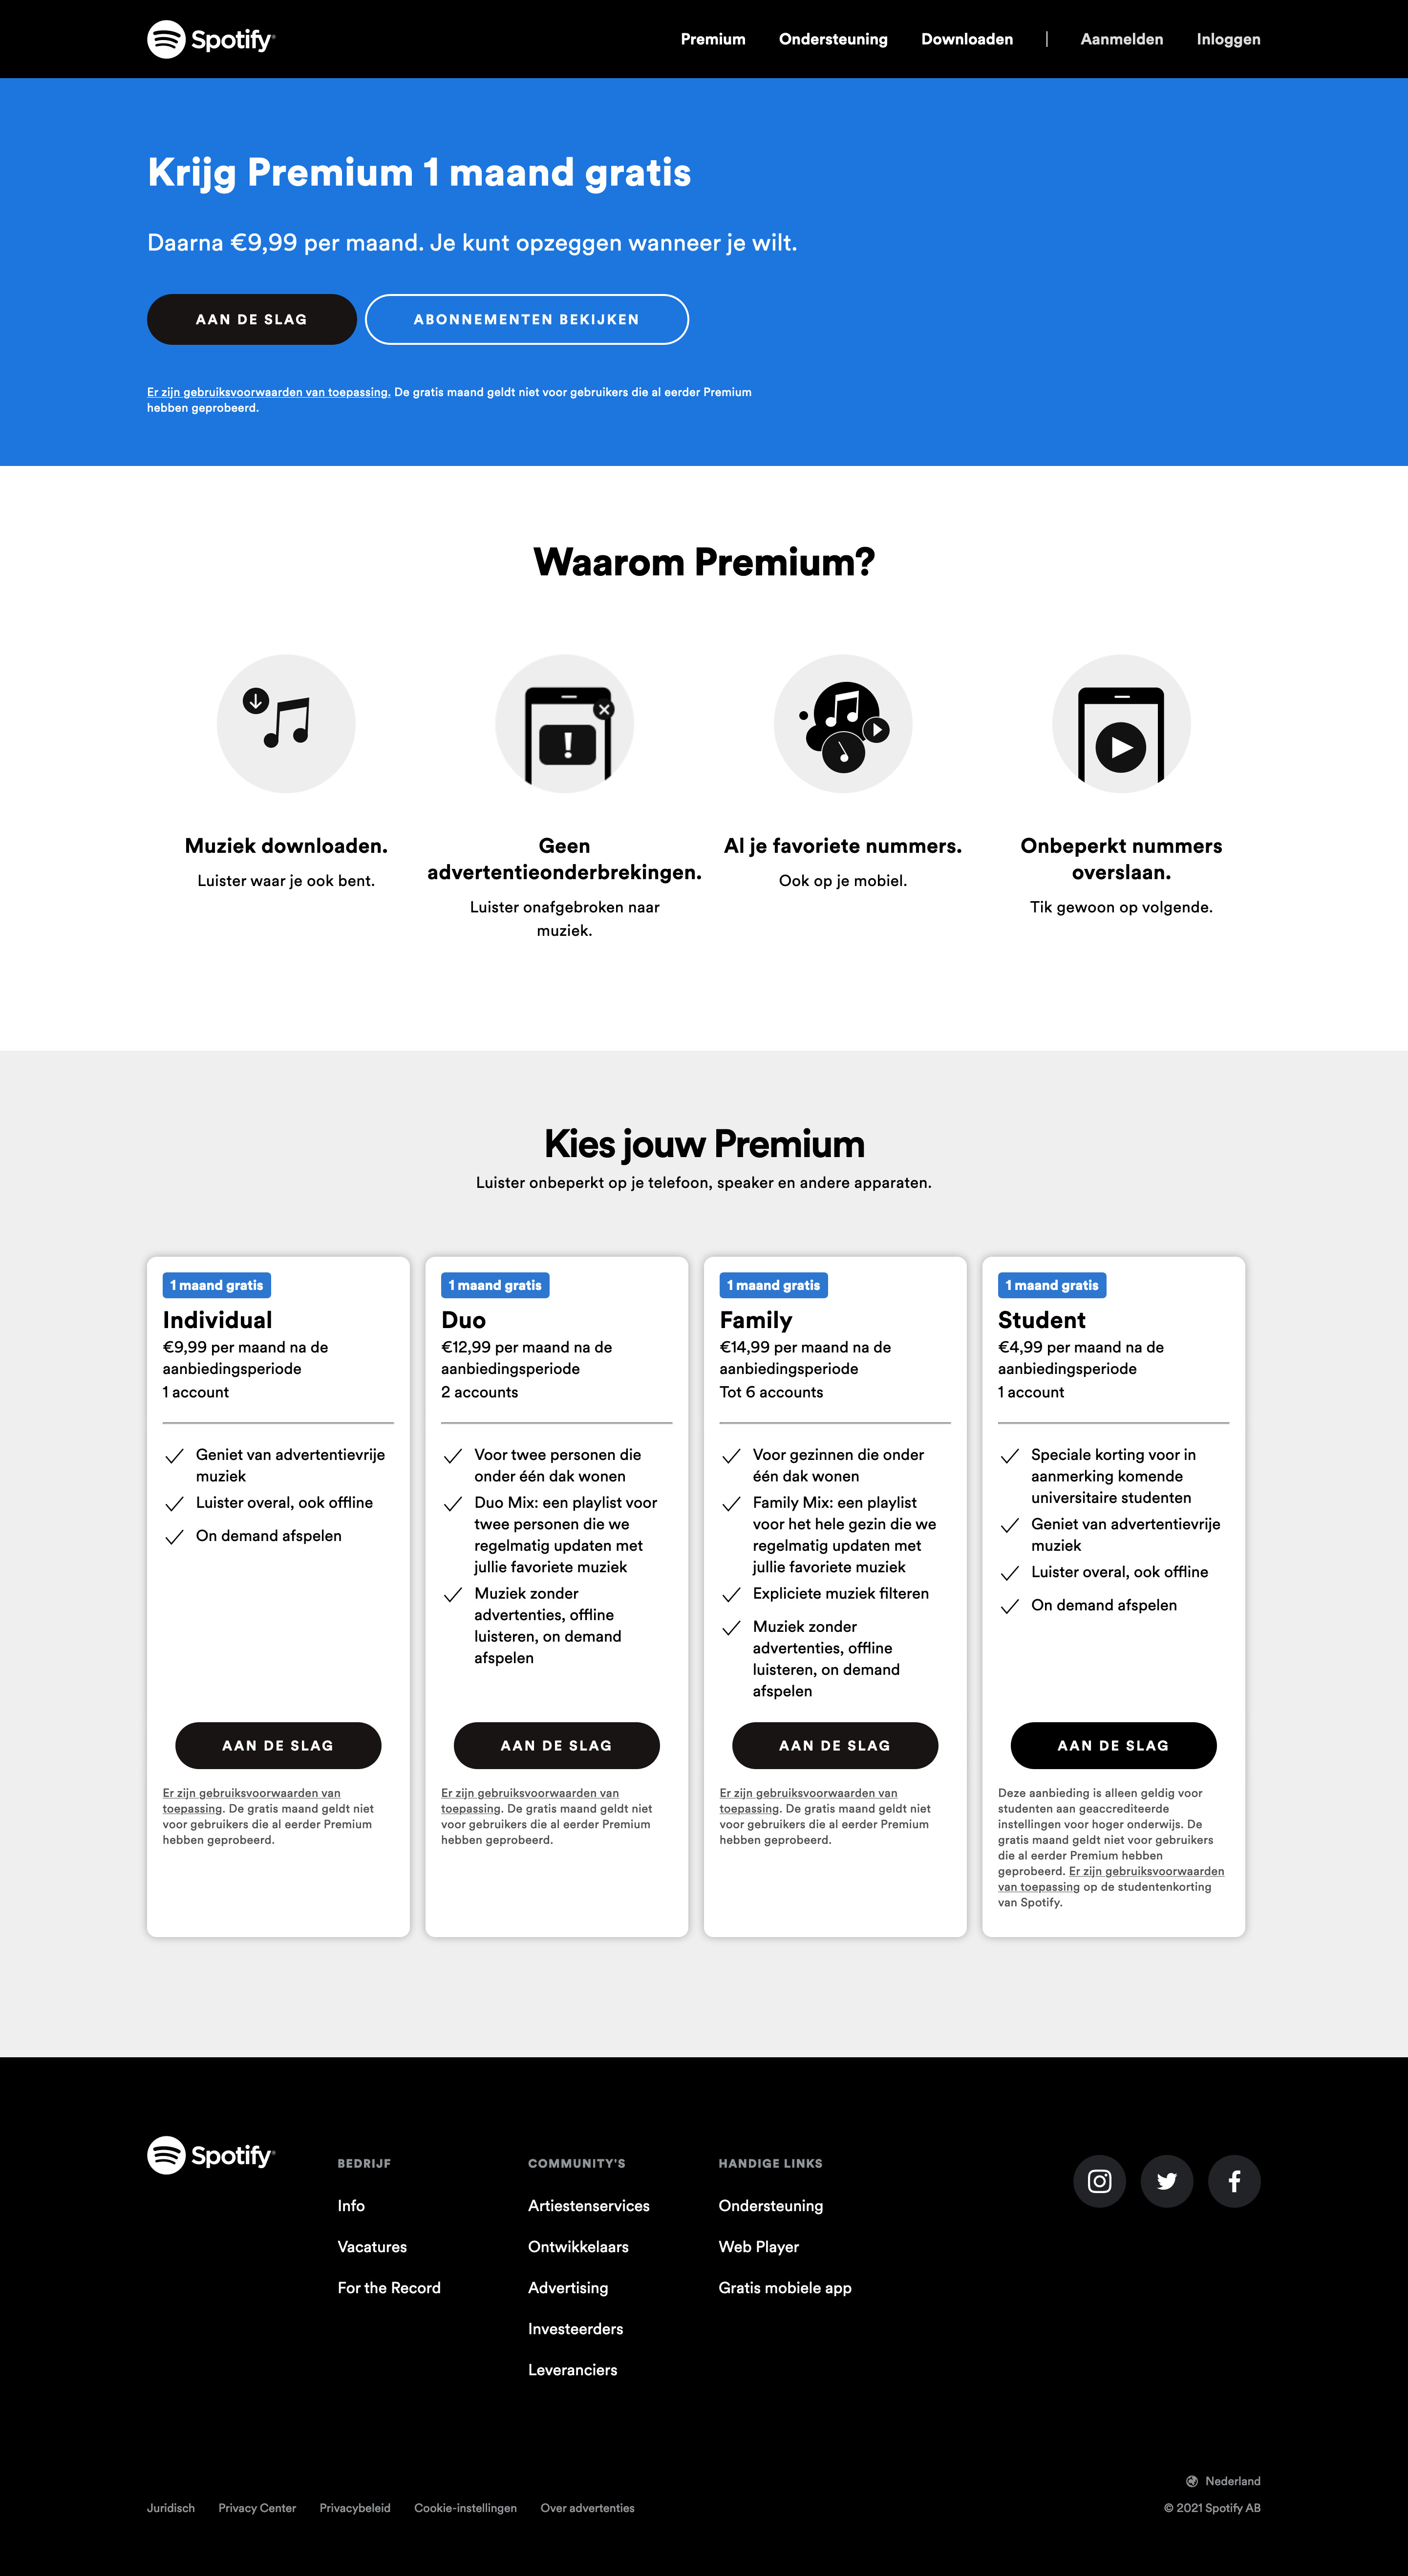 Spotify
Premium
Ondersteuning
Downloaden
Aanmelden
Inloggen
Krijg Premium 1 maand gratis
Daarna €9,99 per maand. Je kunt opzeggen wanneer je wilt.
AAN DE SLAG
ABONNEMENTEN BEKIJKEN
Er zijn gebruiksvoorwaarden van toepassing. De gratis maand geldt niet voor gebruikers die al eerder Premium
hebben geprobeerd.
Waarom Premium?
Muziek downloaden.
Luister waar je ook bent.
Geen
advertentieonderbrekingen.
Luister onafgebroken naar
muziek.
Al je favoriete nummers.
Ook op je mobiel.
Onbeperkt nummers
overslaan.
Tik gewoon op volgende.
Kies jouw Premium
Luister onbeperkt op je telefoon, speaker en andere apparaten.
1 maand gratis
Individual
€9,99 per maand na de
aanbiedingsperiode
1 account
Geniet van advertentievrije
muziek
Luister overal, ook offline
On demand afspelen
AAN DE SLAG
Er zijn gebruiksvoorwaarden van
toepassing. De gratis maand geldt niet
voor gebruikers die al eerder Premium
hebben geprobeerd.
1 maand gratis
Duo
€12,99 per maand na de
aanbiedingsperiode
2 accounts
Voor twee personen die
onder één dak wonen
Duo Mix: een playlist voor
twee personen die we
regelmatig updaten met
jullie favoriete muziek
Muziek zonder
advertenties, offline
luisteren, on demand
afspelen
AAN DE SLAG
Er zijn gebruiksvoorwaarden van
toepassing. De gratis maand geldt niet
voor gebruikers die al eerder Premium
hebben geprobeerd.
1 maand gratis
Family
€14,99 per maand na de
aanbiedingsperiode
Tot 6 accounts
Voor gezinnen die onder
één dak wonen
Family Mix: een playlist
voor het hele gezin die we
regelmatig updaten met
jullie favoriete muziek
Expliciete muziek filteren
Muziek zonder
advertenties, offline
luisteren, on demand
afspelen
AAN DE SLAG
Er zijn gebruiksvoorwaarden van
toepassing. De gratis maand geldt niet
voor gebruikers die al eerder Premium
hebben geprobeerd.
1 maand gratis
Student
€4,99 per maand na de
aanbiedingsperiode
1 account
Speciale korting voor in
aanmerking komende
universitaire studenten
Geniet van advertentievrije
muziek
Luister overal, ook offline
On demand afspelen
AAN DE SLAG
Deze aanbieding is alleen geldig voor
studenten aan geaccrediteerde
instellingen voor hoger onderwijs. De
gratis maand geldt niet voor gebruikers
die al eerder Premium hebben
geprobeerd. Er zijn gebruiksvoorwaarden
van toepassing op de studentenkorting
van Spotify.
Spotify
BEDRIJF
Info
Vacatures
For the Record
COMMUNITY'S
Artiestenservices
Ontwikkelaars
Advertising
Investeerders
Leveranciers
HANDIGE LINKS
Ondersteuning
Web Player
Gratis mobiele app
Nederland
Juridisch
Privacy Center
Privacybeleid
Cookie-instellingen
Over advertenties
© 2021 Spotify AB